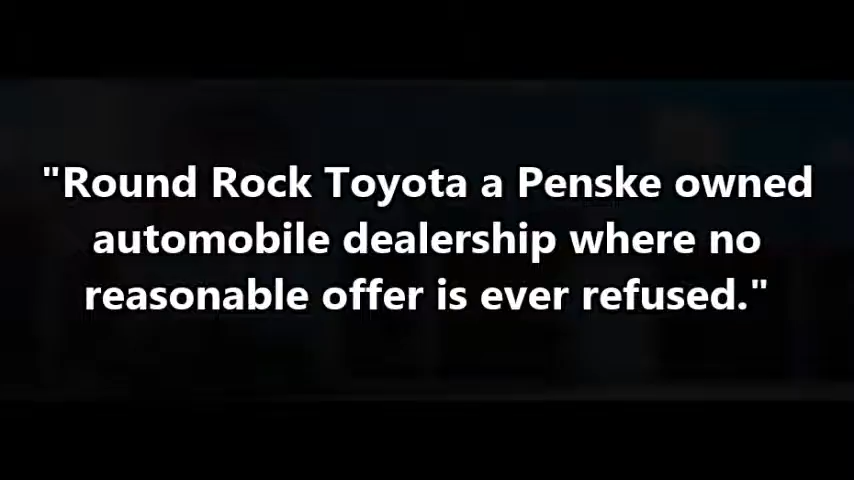 "Round Rock Toyota a Penske owned
automobile dealership where no
reasonable offer is ever refused."